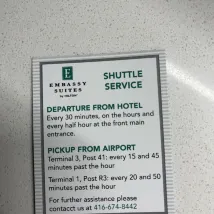 E
EMBASSY
SUITES
by HILTON
SHUTTLE
SERVICE
DEPARTURE FROM HOTEL
Every 30 minutes, on the hours and
every half hour at the front main
entrance.
PICKUP FROM AIRPORT
Terminal 3, Post 41: every 15 and 45
minutes past the hour
Terminal 1, Post R3: every 20 and 50
minutes past the hour
For further assistance please
contacct us at 416-674-8442